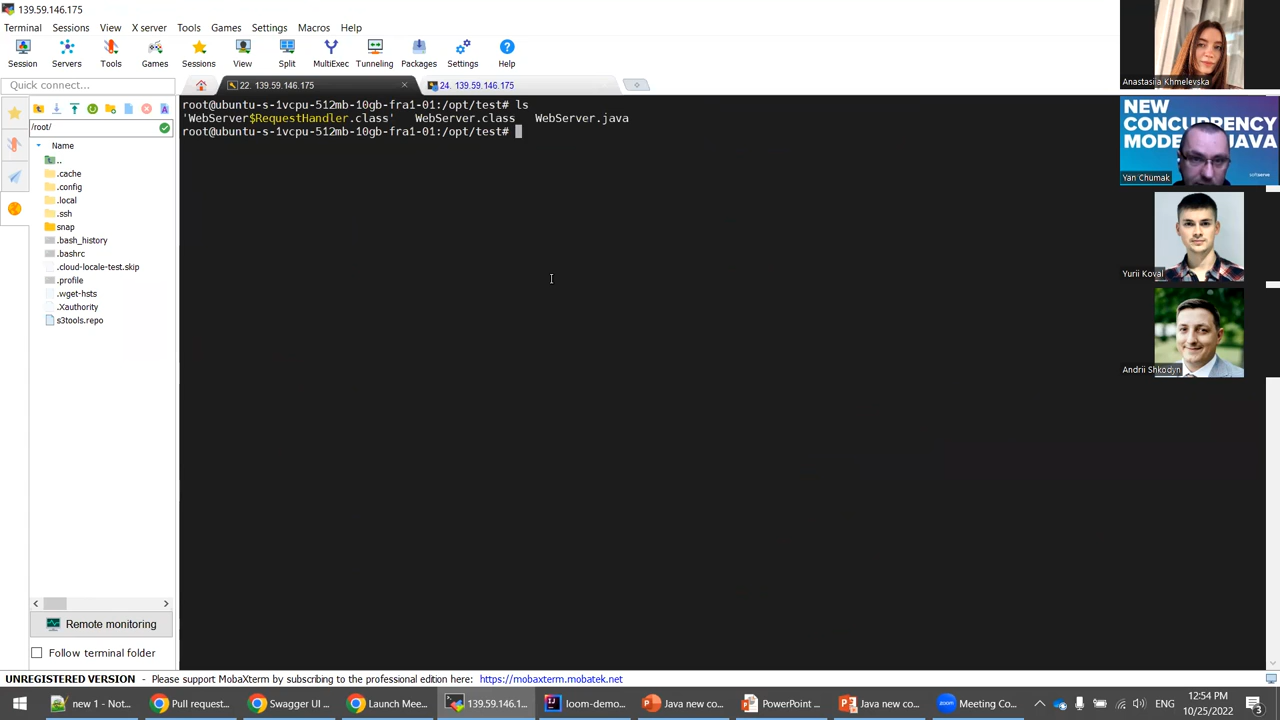 139.59.146.175
Terminal Sessions View X server Tools Games Settings Macros Help
Session Servers Tools Games Sessions View Split MultiExec Tunneling Packages Settings Help
Quick connect...
22. 139.59.146.175
24. 139.59.146.175
/root/
Name
..
.cache
.config
.local
.ssh
snap
.bash_history
.bashrc
.cloud-locale-test.skip
.profile
.wget-hsts
.Xauthority
s3tools.repo
Remote monitoring
Follow terminal folder
root@ubuntu-s-1vcpu-512mb-10gb-fra1-01:/opt/test# ls
'WebServer$RequestHandler.class' WebServer.class WebServer.java
root@ubuntu-s-1vcpu-512mb-10gb-fra1-01:/opt/test#
Anastasiia Khmelevska
NEW
CONCURRENCY
MODE JAVA
softserve
Yan Chumak
Yurii Koval
Andrii Shkodyn
UNREGISTERED VERSION - Please support MobaXterm by subscribing to the professional edition here: https://mobaxterm.mobatek.net
new 1 - Not...
Pull request...
Swagger UI ...
Launch Mee...
139.59.146.1...
loom-demo...
Java new co...
PowerPoint ...
Java new co...
Meeting Co...
ENG
12:54 PM
10/25/2022
3